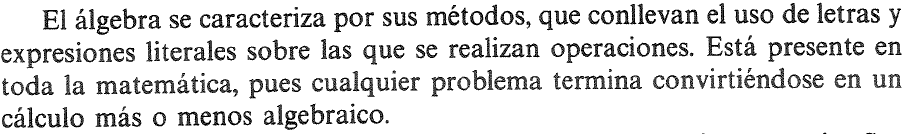 El álgebra se caracteriza por sus métodos, que conllevan el uso de letras y
expresiones literales sobre las que se realizan operaciones. Está presente en
toda la matemática, pues cualquier problema termina convirtiéndose en un
cálculo más o menos algebraico.